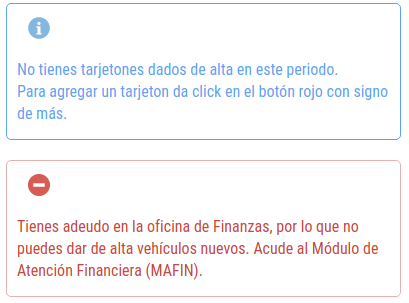 No tienes tarjetones dados de alta en este periodo.
Para agregar un tarjeton da click en el botón rojo con signo
de más.
Tienes adeudo en la oficina de Finanzas, por lo que no
puedes dar de alta vehículos nuevos. Acude al Módulo de
Atención Financiera (MAFIN).